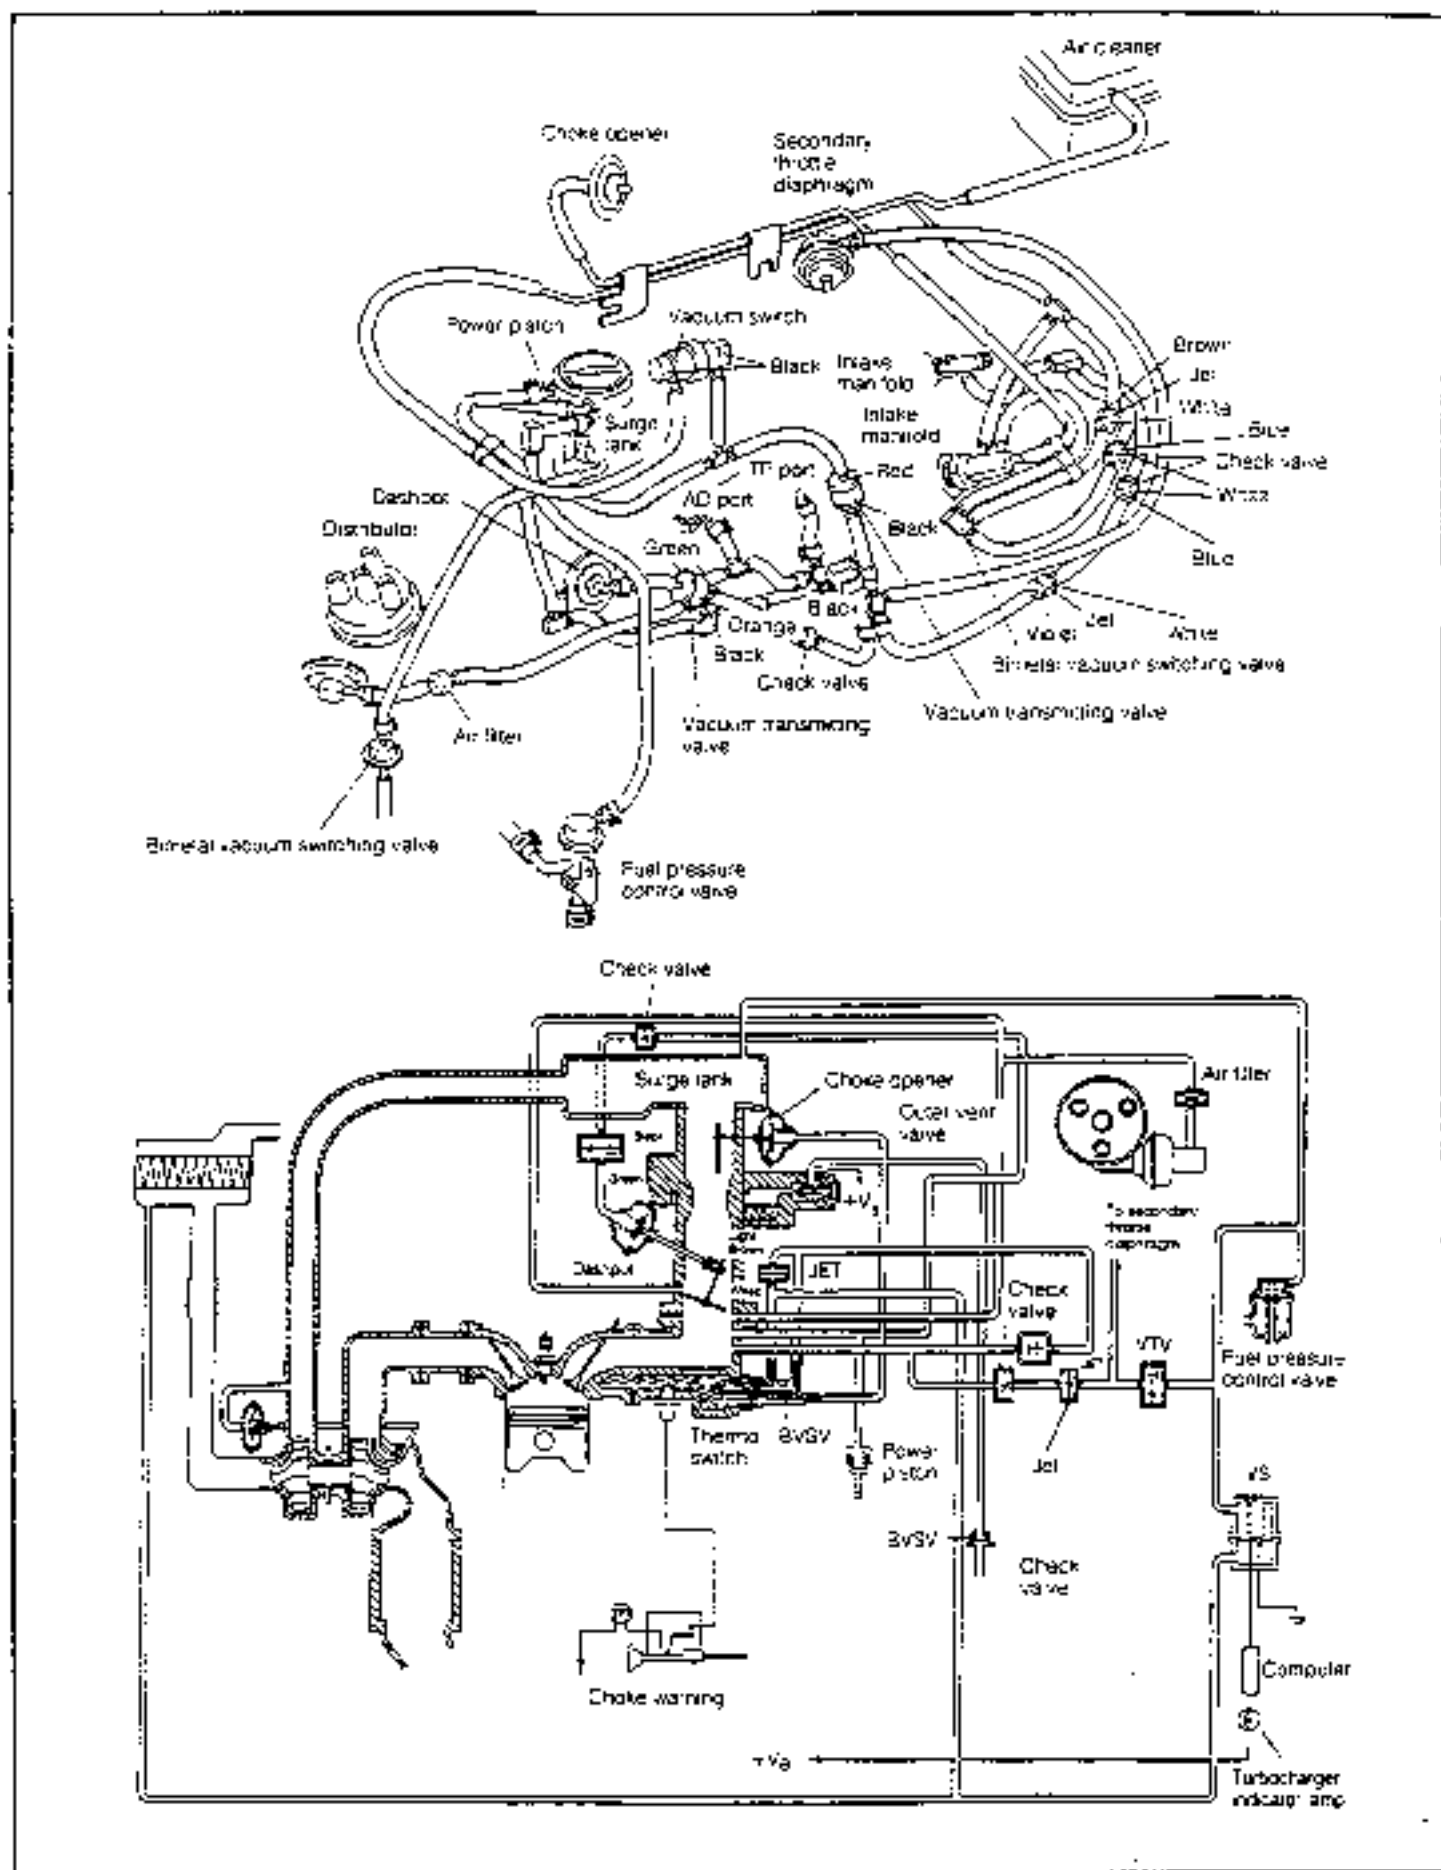 Air cleaner
Choke opener
Secondary
throttle
diaphragm
Power piston
Vacuum switch
Black
Intake
manifold
Brown
Jet
White
Surge
tank
Intake
manifold
Blue
Check valve
Dashpot
TP port
Red
AD port
Distributor
Black
Green
Blue
Black
Orange
Jet
Violet
White
Black
Check valve
Bimetal vacuum switching valve
Vacuum transmitting valve
Air filter
Vacuum transmitting
valve
Bimetal vacuum switching valve
Fuel pressure
control valve
Check valve
Surge tank
Choke opener
Air filter
Outer vent
valve
To secondary
throttle
diaphragm
Dashpot
JET
Check
valve
VTV
Fuel pressure
control valve
Thermo
switch
BVSV
Power
piston
Jet
VS
BVSV
Check
valve
Computer
Choke warning
Turbocharger
indicator lamp